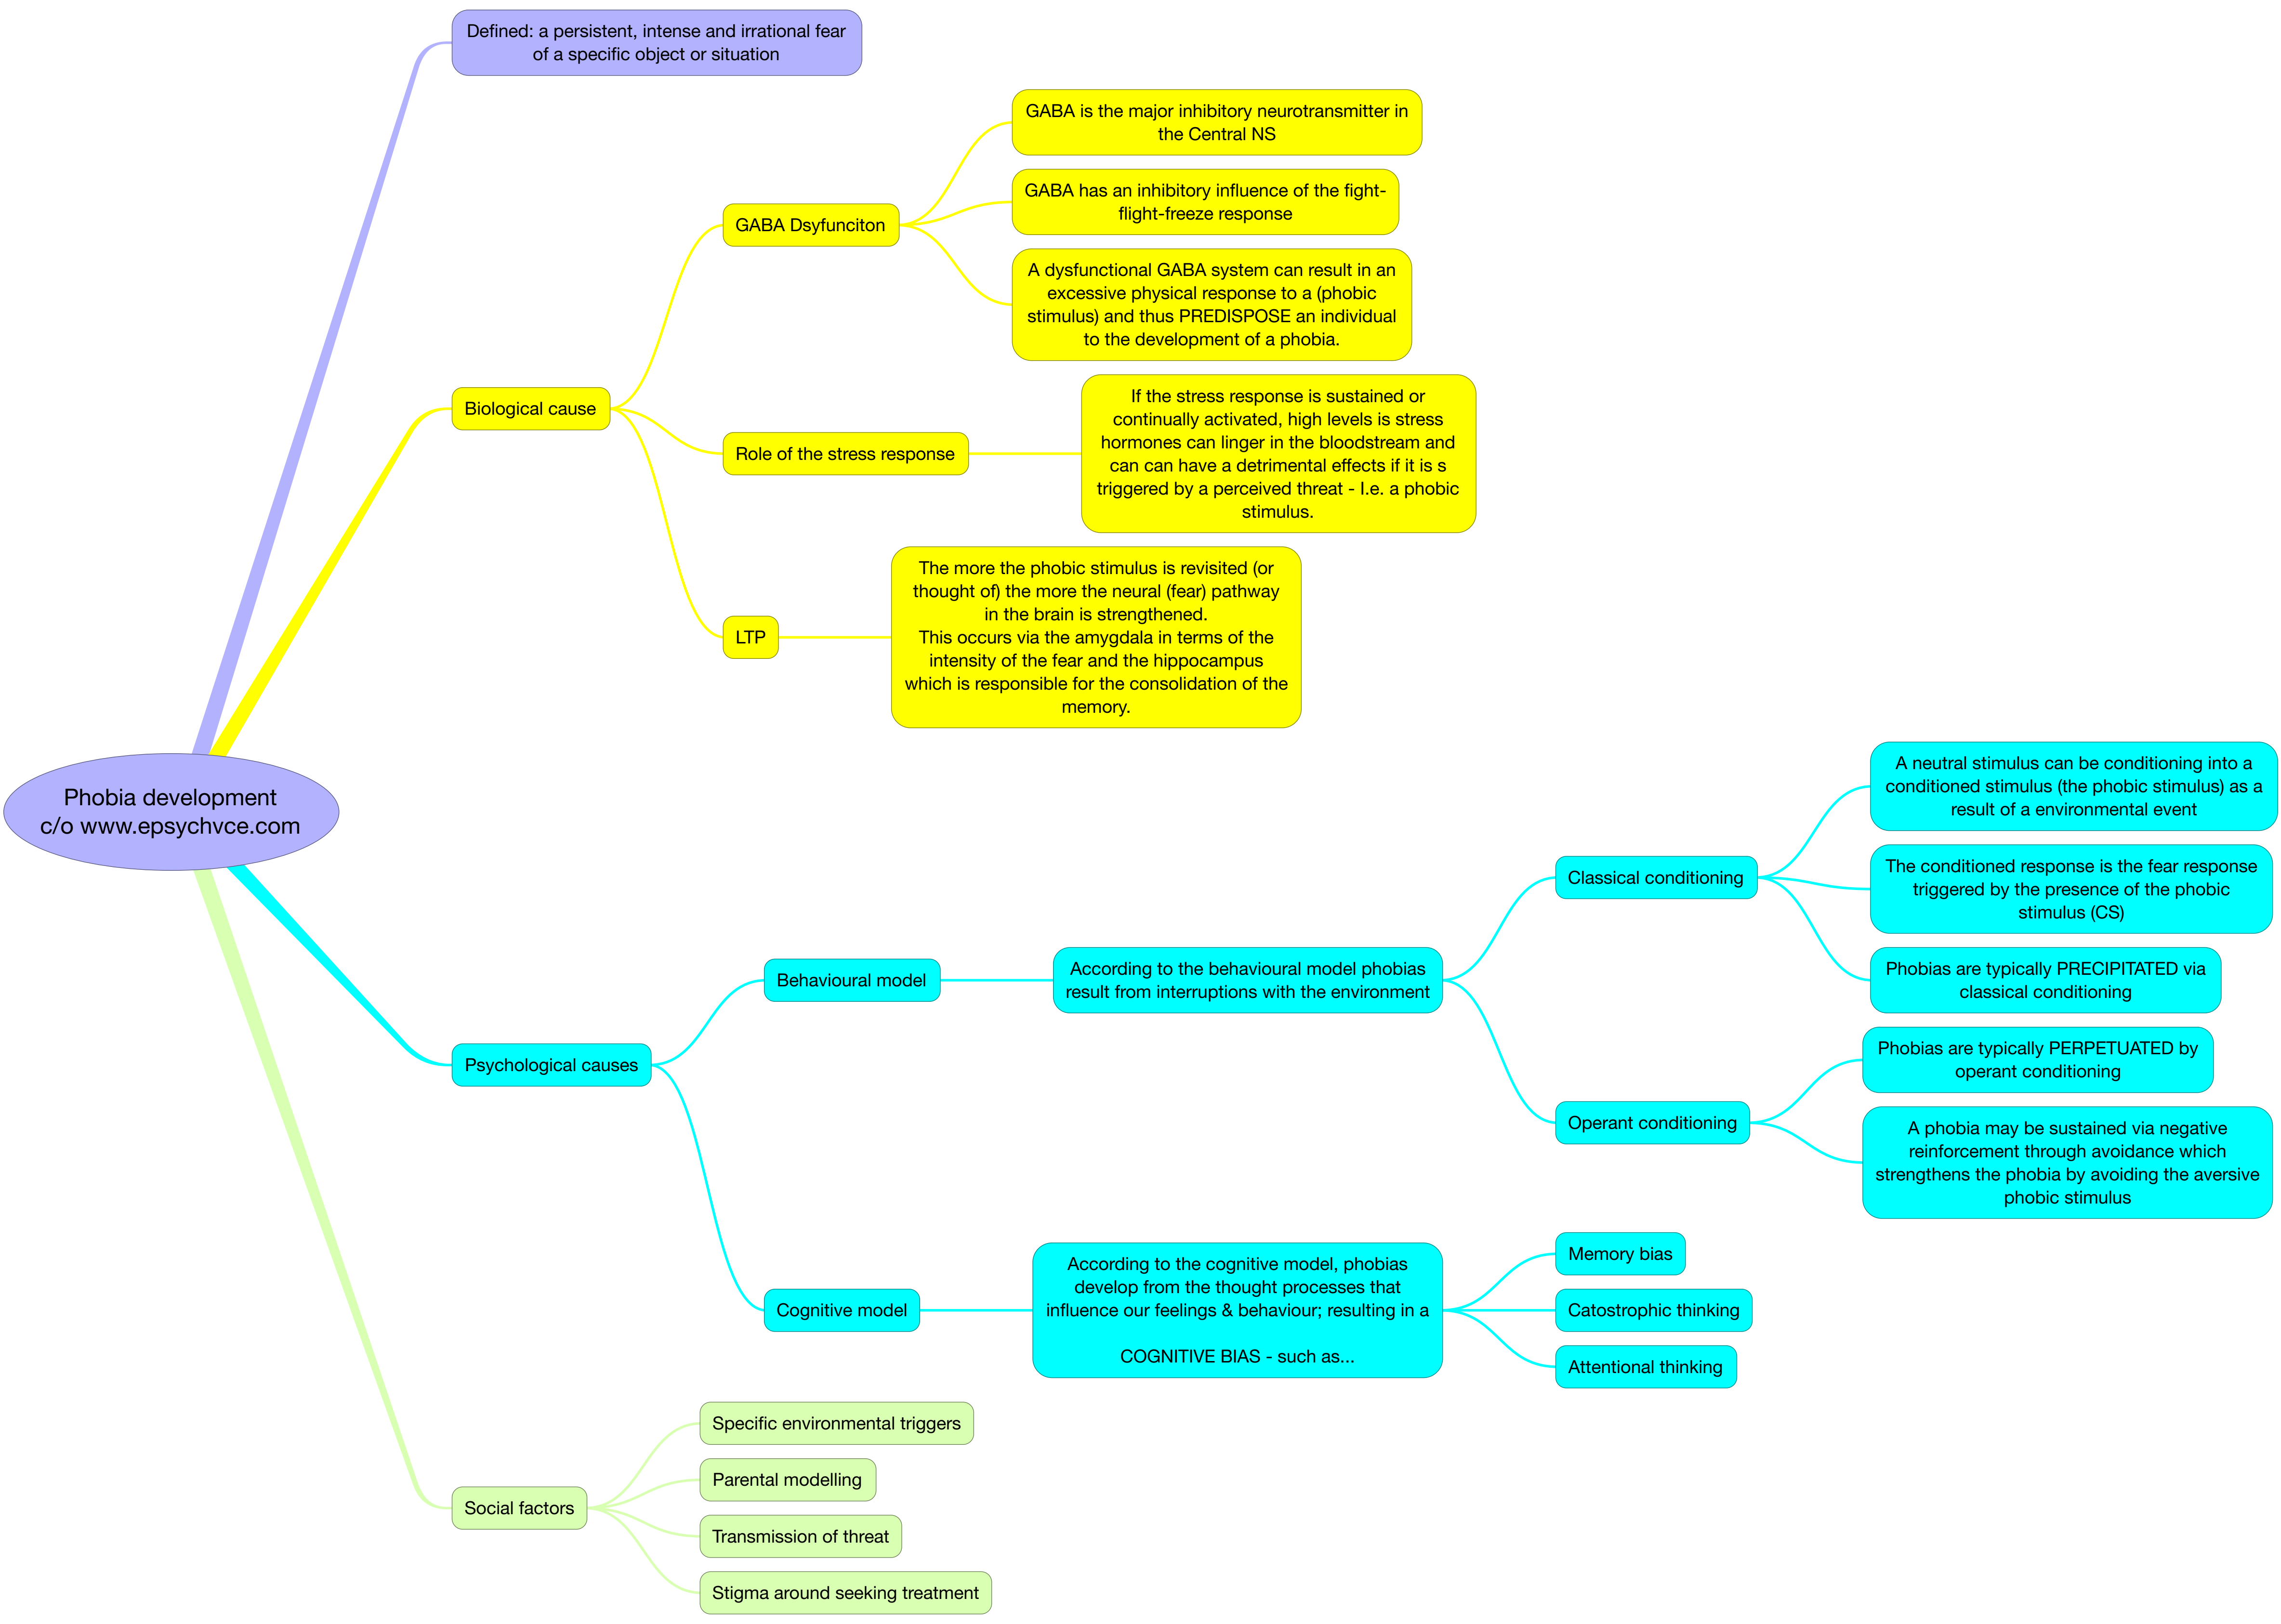 Defined: a persistent, intense and irrational fear
of a specific object or situation
GABA is the major inhibitory neurotransmitter in
the Central NS
GABA has an inhibitory influence of the fight-
flight-freeze response
GABA Dsyfunciton
A dysfunctional GABA system can result in an
excessive physical response to a (phobic
stimulus) and thus PREDISPOSE an individual
to the development of a phobia.
Biological cause
Role of the stress response
If the stress response is sustained or
continually activated, high levels is stress
hormones can linger in the bloodstream and
can can have a detrimental effects if it is s
triggered by a perceived threat - I.e. a phobic
stimulus.
LTP
The more the phobic stimulus is revisited (or
thought of) the more the neural (fear) pathway
in the brain is strengthened.
This occurs via the amygdala in terms of the
intensity of the fear and the hippocampus
which is responsible for the consolidation of the
memory.
Phobia development
c/o www.epsychvce.com
Psychological causes
Behavioural model
According to the behavioural model phobias
result from interruptions with the environment
Classical conditioning
A neutral stimulus can be conditioning into a
conditioned stimulus (the phobic stimulus) as a
result of a environmental event
The conditioned response is the fear response
triggered by the presence of the phobic
stimulus (CS)
Phobias are typically PRECIPITATED via
classical conditioning
Operant conditioning
Phobias are typically PERPETUATED by
operant conditioning
A phobia may be sustained via negative
reinforcement through avoidance which
strengthens the phobia by avoiding the aversive
phobic stimulus
Cognitive model
According to the cognitive model, phobias
develop from the thought processes that
influence our feelings & behaviour; resulting in a
COGNITIVE BIAS - such as...
Memory bias
Catostrophic thinking
Attentional thinking
Social factors
Specific environmental triggers
Parental modelling
Transmission of threat
Stigma around seeking treatment